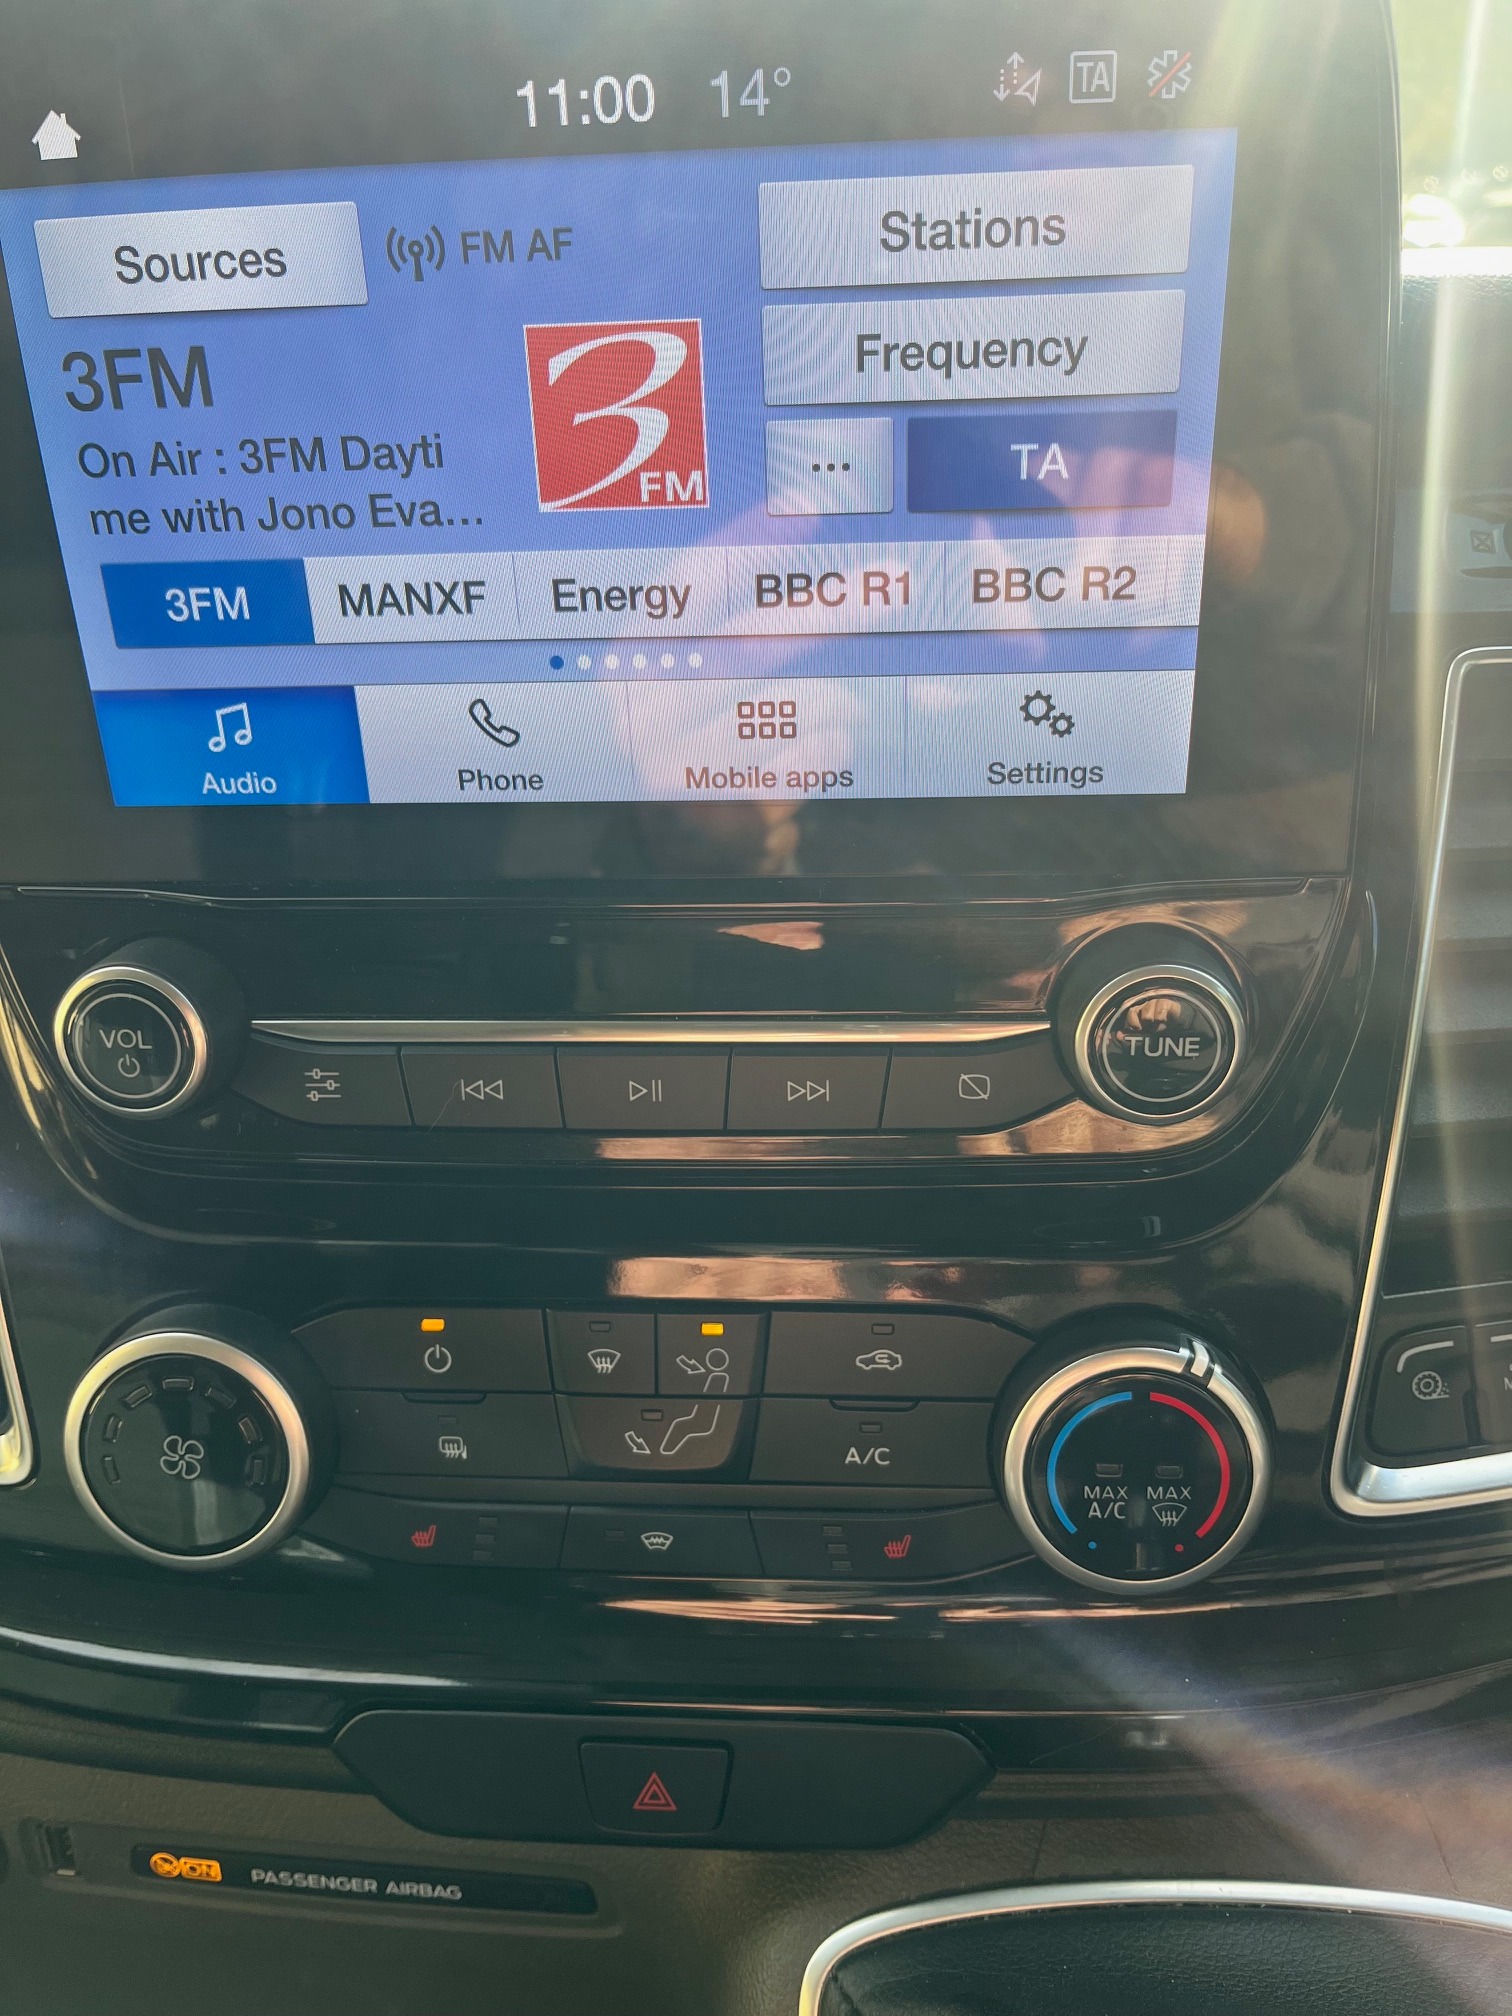 11:00 14°
TA
Sources
FM AF
Stations
3FM
Frequency
On Air : 3FM Dayti
me with Jono Eva...
3 FM
...
TA
3FM MANXF Energy BBC R1 BBC R2
Audio Phone Mobile apps Settings
VOL
TUNE
A/C
MAX A/C
MAX
ON PASSENGER AIRBAG